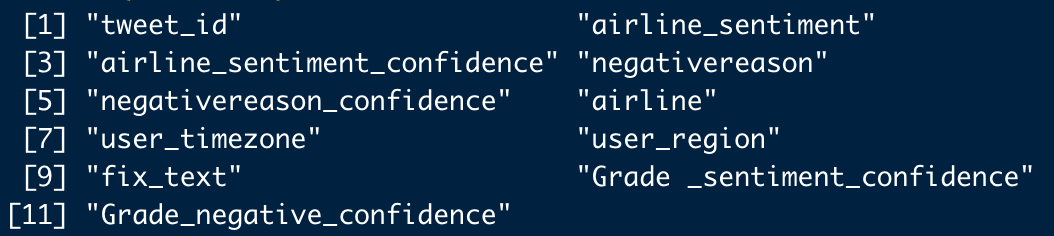 [1] "tweet_id" "airline_sentiment"
[3] "airline_sentiment_confidence" "negativereason"
[5] "negativereason_confidence" "airline"
[7] "user_timezone" "user_region"
[9] "fix_text" "Grade _sentiment_confidence"
[11] "Grade_negative_confidence"